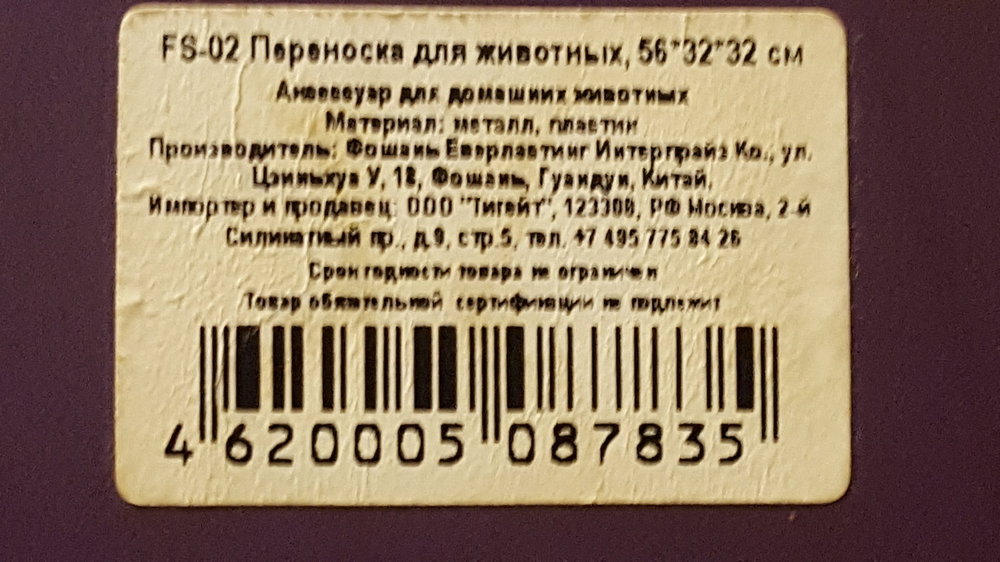 FS-02 Переноска для животных, 56*32*32 см
Аксессуар для домашних животных
Материал: металл, пластик
Производитель: Фошань Еверластинг Интерпрайз Ко., ул.
Цзиньхуа У, 18, Фошань, Гуандун, Китай.
Импортер и продавец: ООО "Тигейт", 123308, РФ Москва, 2-й
Силикатный пр., д.9, стр.5, тел. +7 495 775 84 26
Срок годности товара не ограничен
Товар обязательной сертификации не подлежит
4 620005 087835